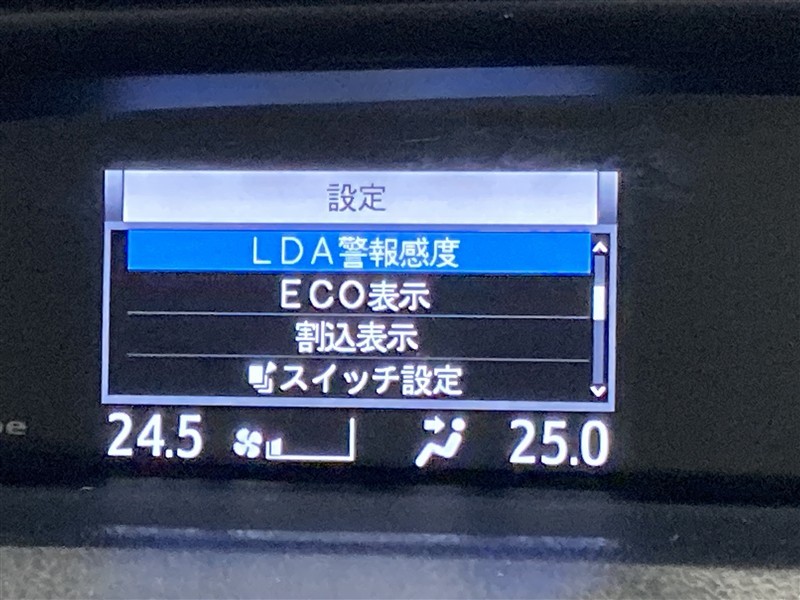 設定
LDA警報感度
ECO表示
割込表示
スイッチ設定
24.5 25.0